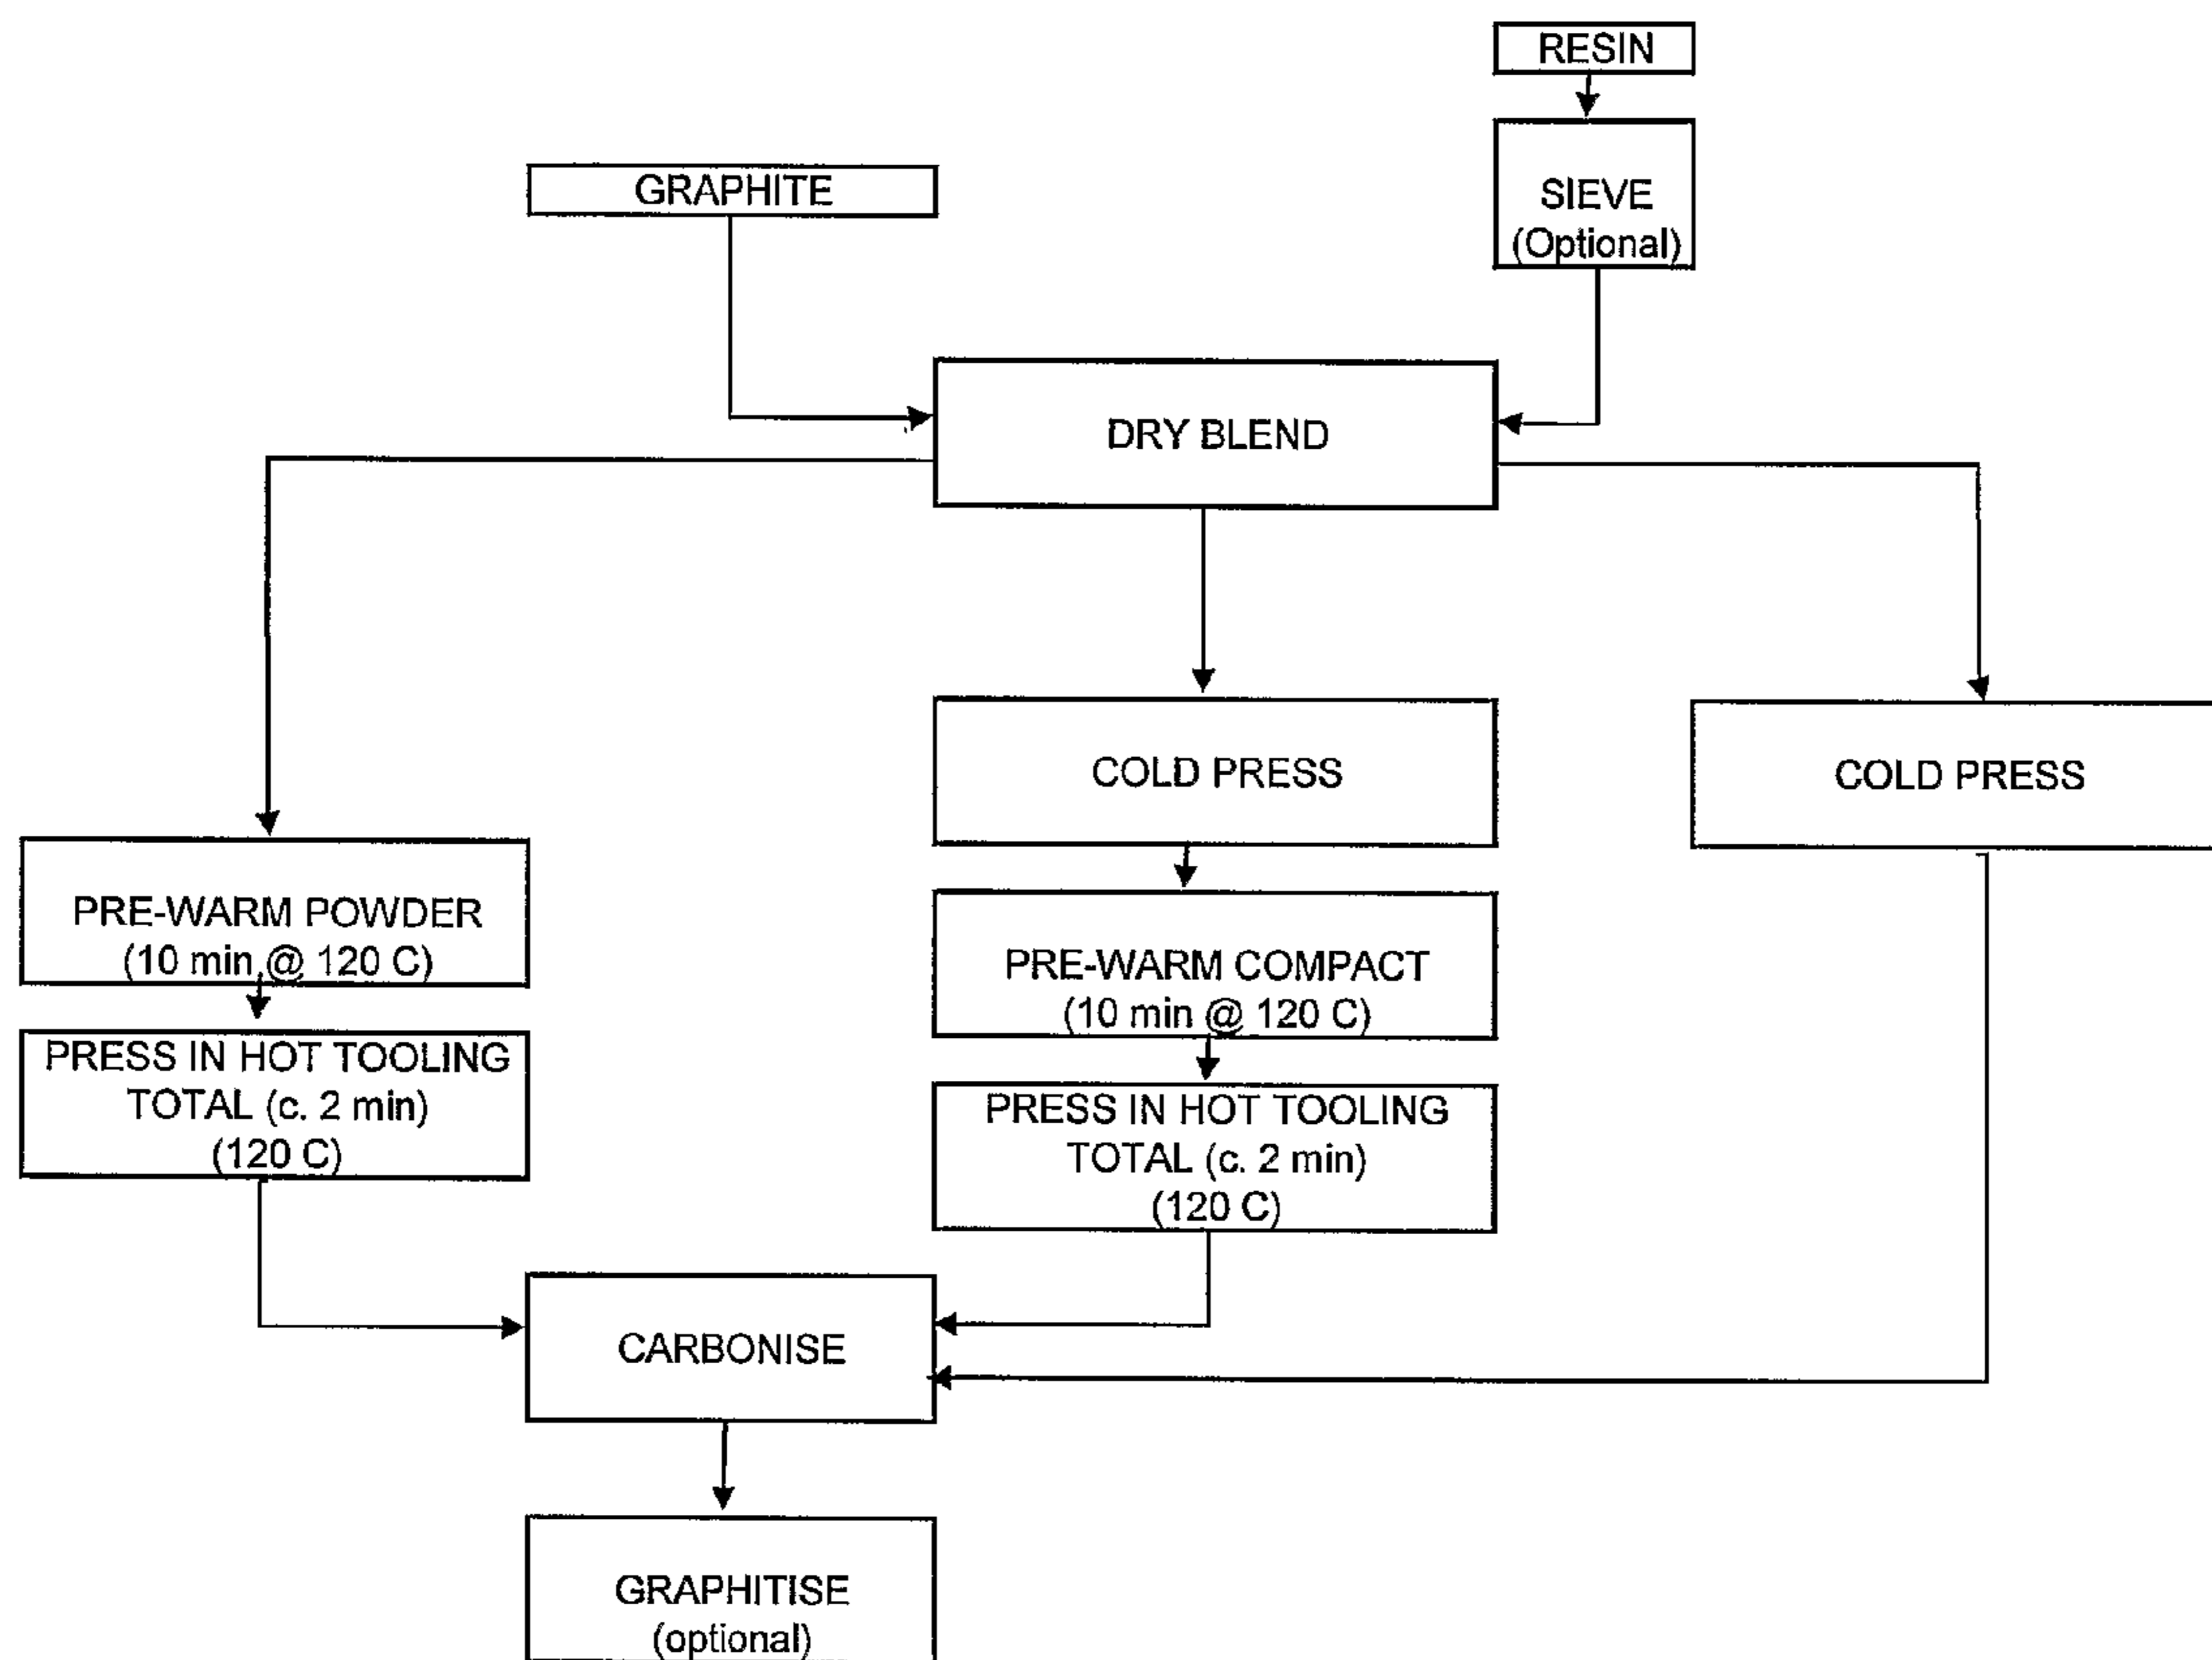 RESIN
SIEVE
(Optional)
GRAPHITE
DRY BLEND
COLD PRESS
COLD PRESS
PRE-WARM POWDER
(10 min @ 120 C)
PRE-WARM COMPACT
(10 min @ 120 C)
PRESS IN HOT TOOLING
TOTAL (c. 2 min)
(120 C)
PRESS IN HOT TOOLING
TOTAL (c. 2 min)
(120 C)
CARBONISE
GRAPHITISE
(optional)